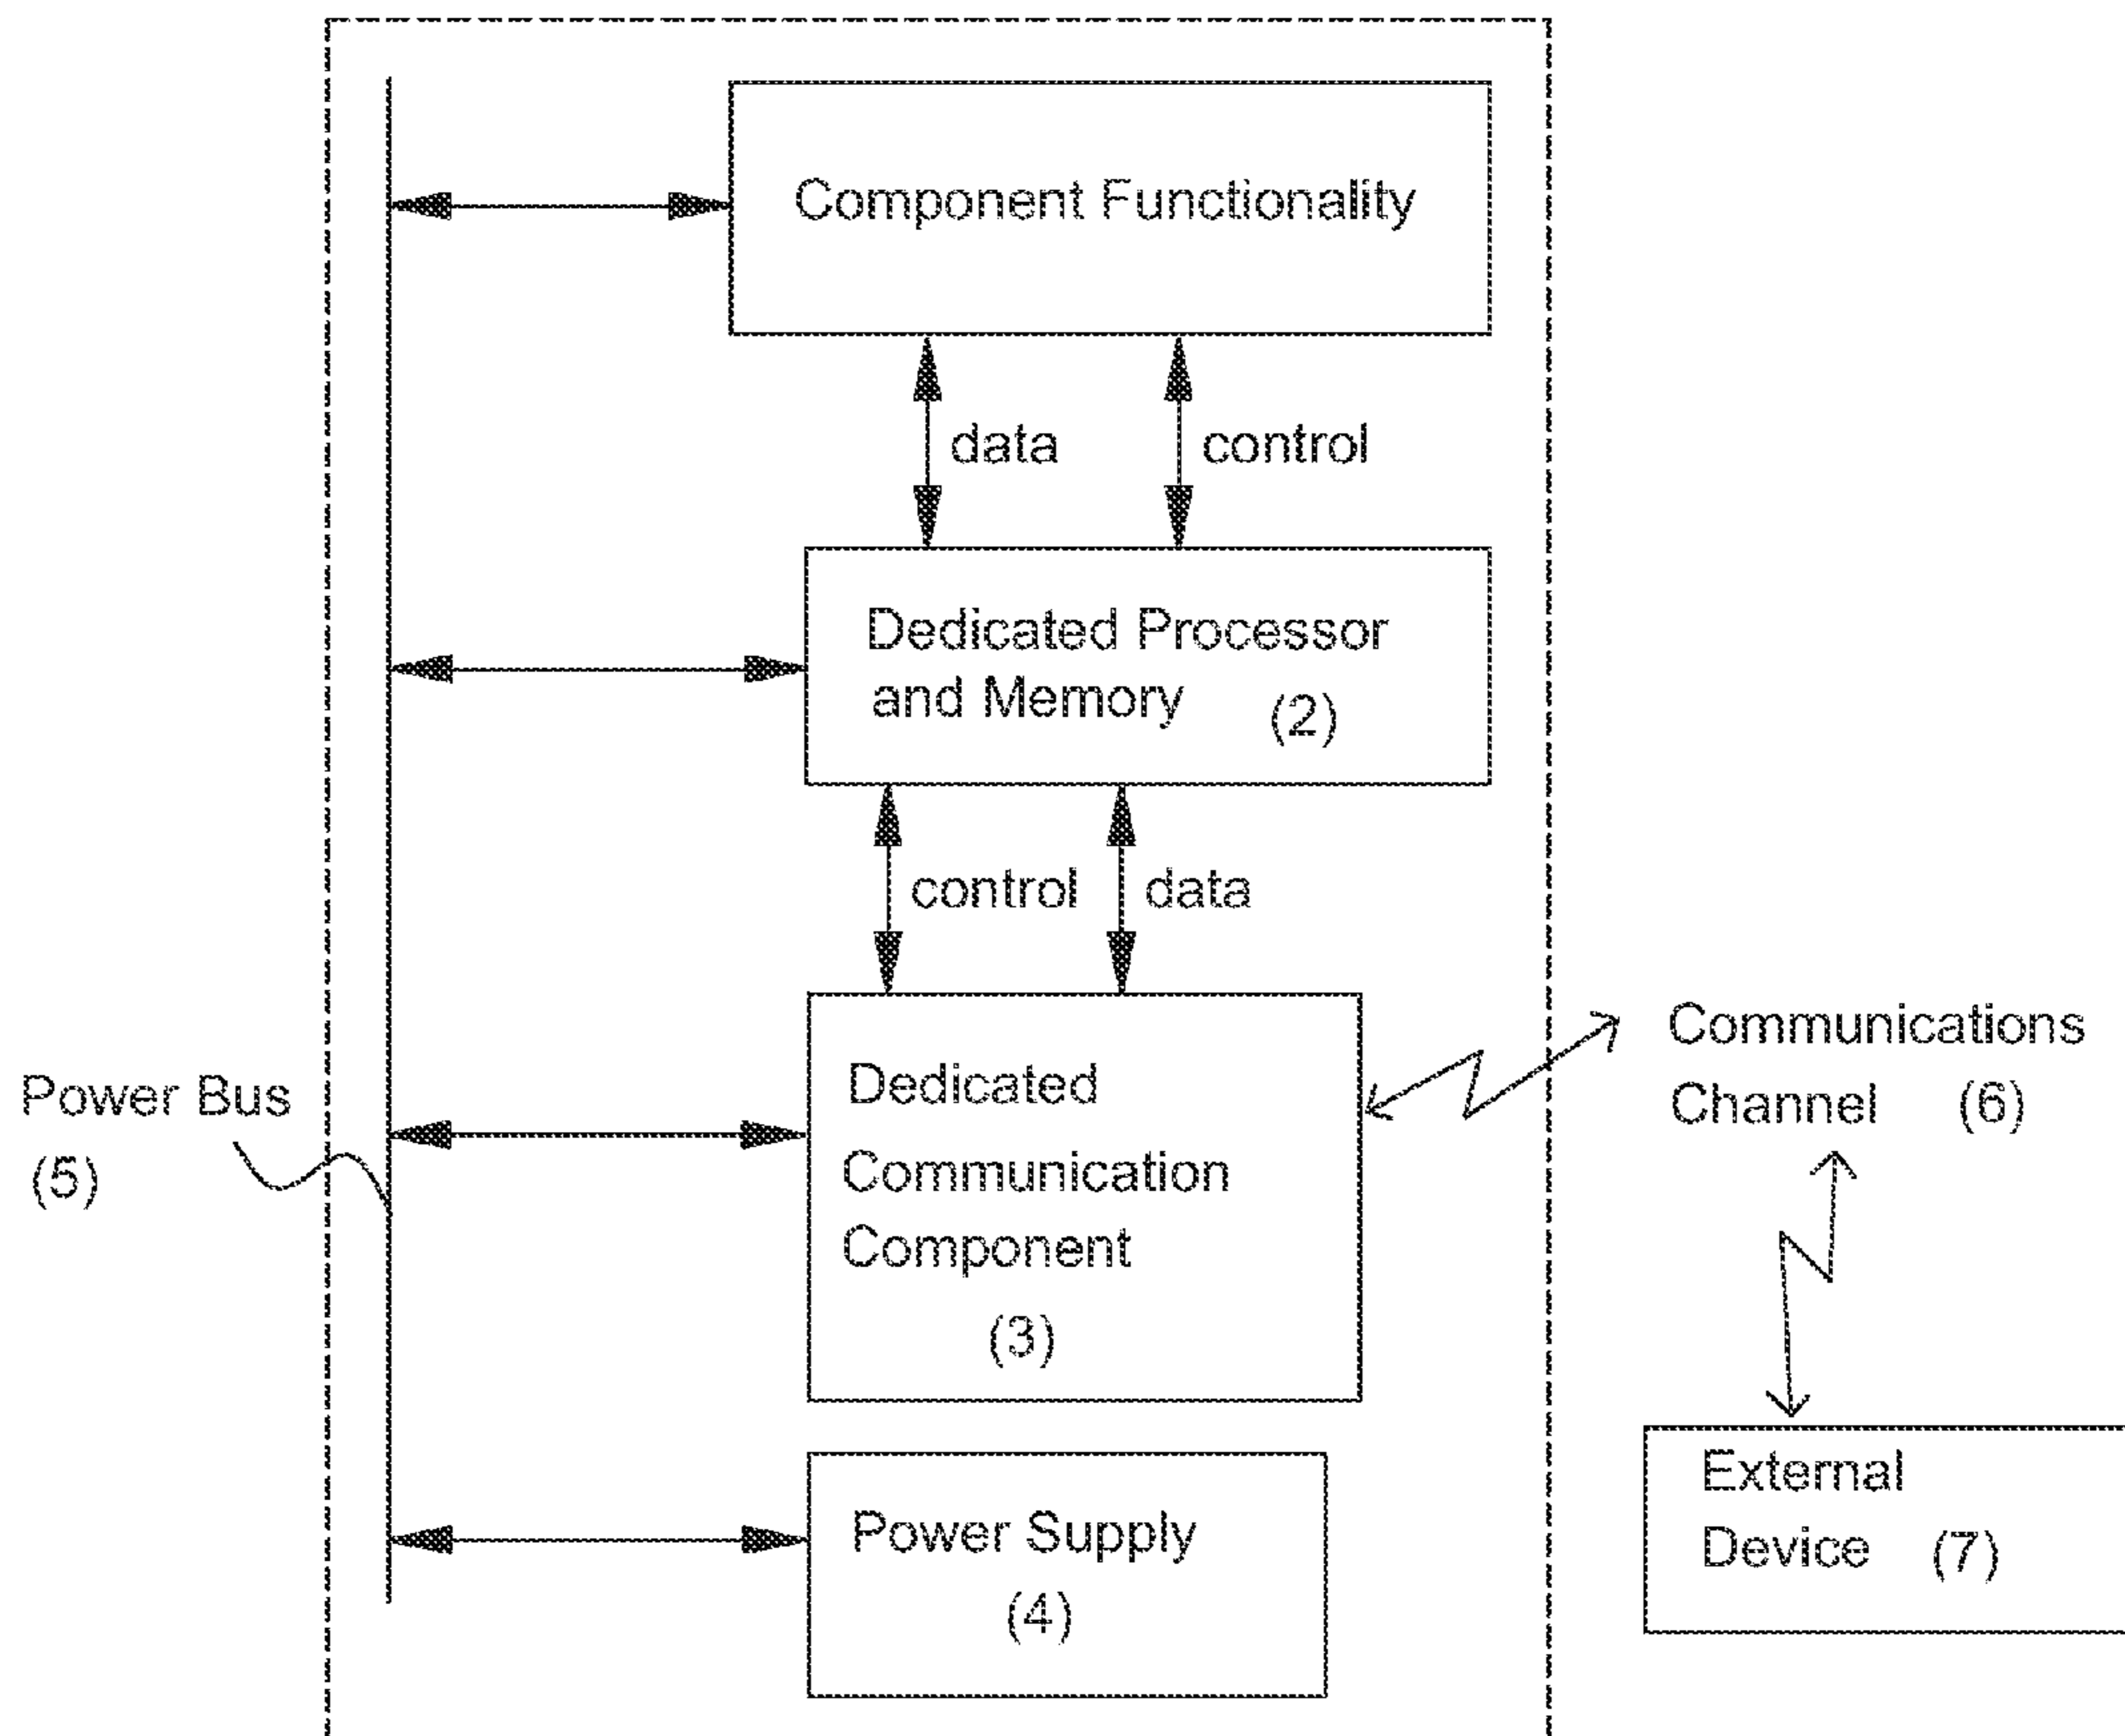 Component Functionality
data
control
Dedicated Processor
and Memory (2)
control
data
Dedicated
Communication
Component
(3)
Communications
Channel (6)
Power Bus
(5)
External
Device (7)
Power Supply
(4)